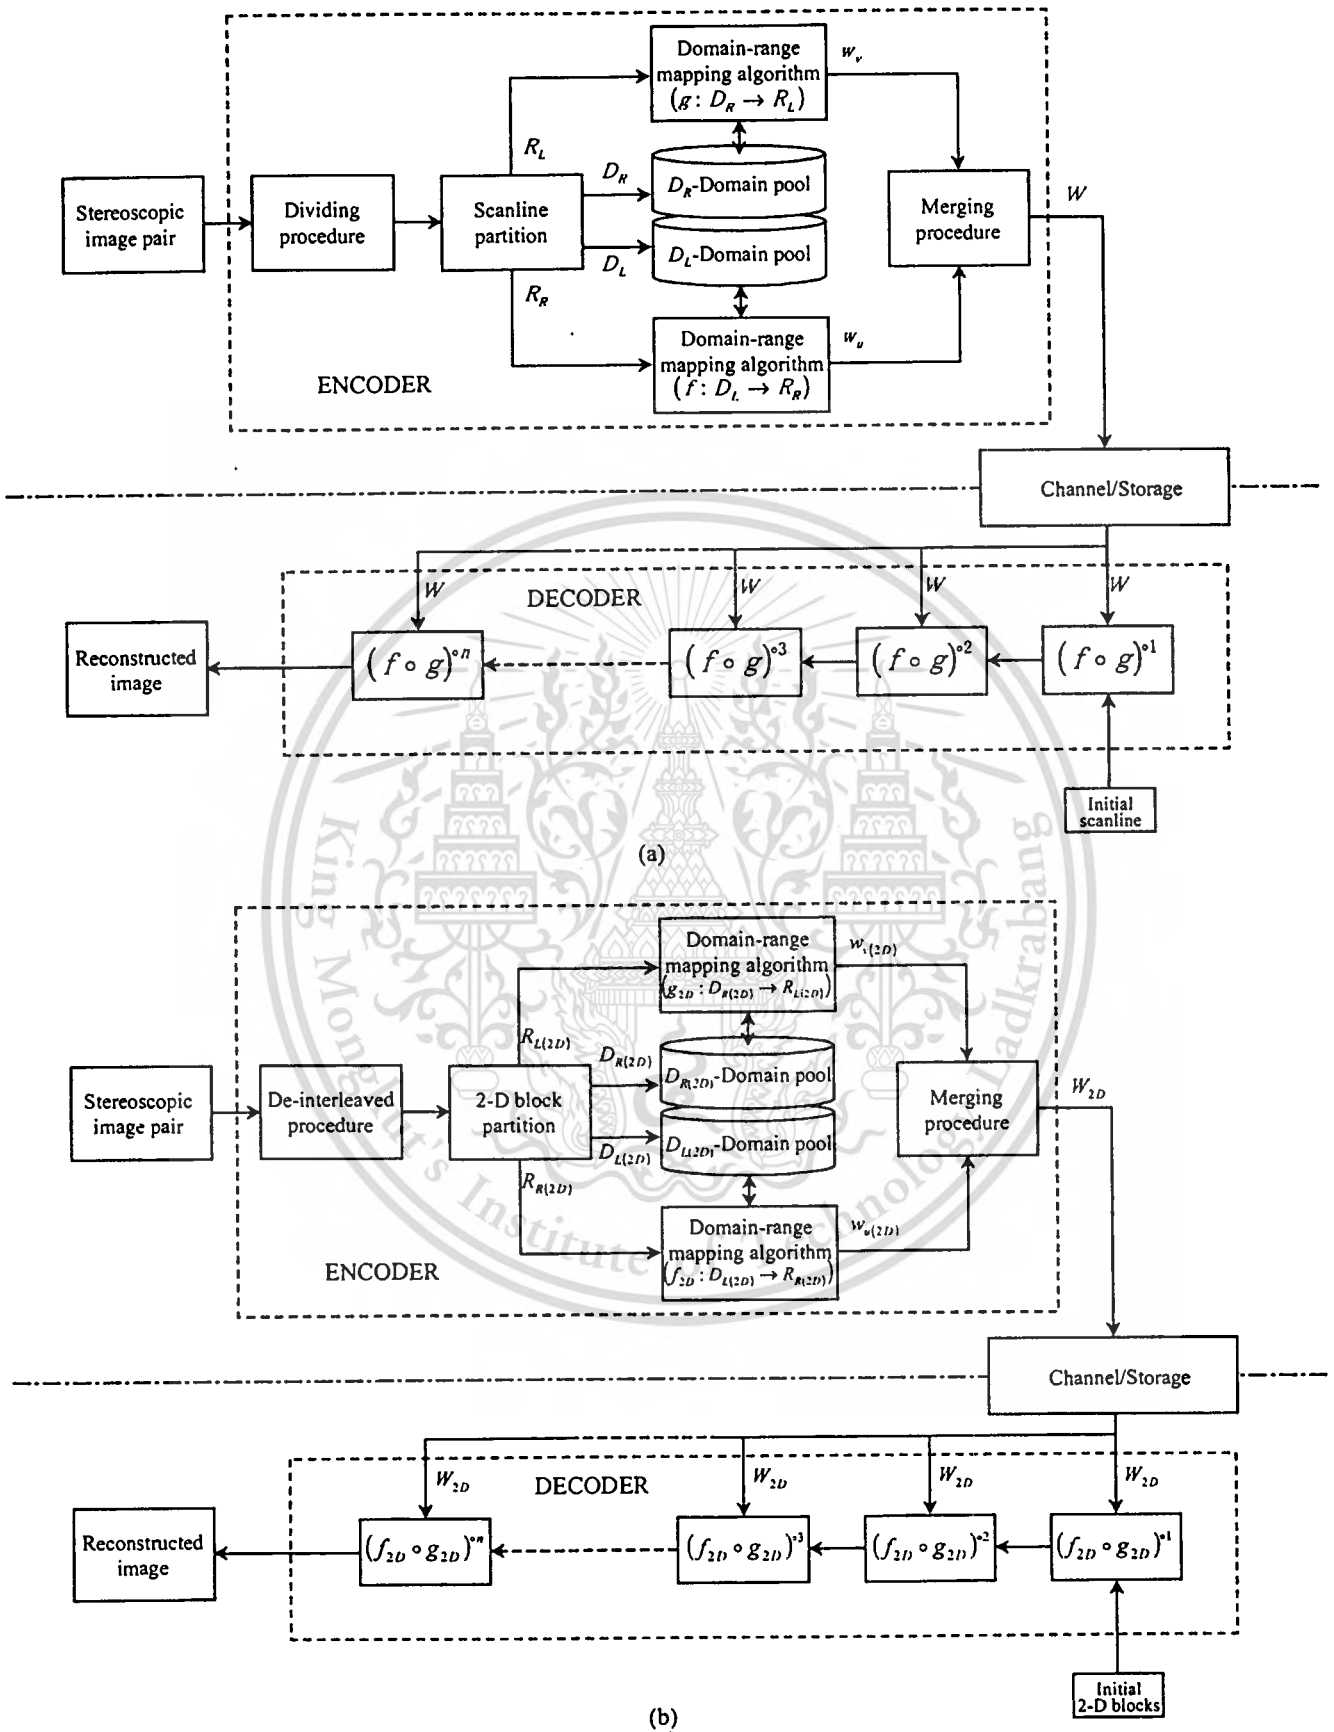 Domain-range
mapping algorithm
(g: D_R → R_L)
w_v
R_L
D_R
D_R-Domain pool
Stereoscopic
image pair
Dividing
procedure
Scanline
partition
Merging
procedure
W
D_L
D_L-Domain pool
R_R
Domain-range
mapping algorithm
(f: D_L → R_R)
w_u
ENCODER
Channel/Storage
W
W
W
W
DECODER
Reconstructed
image
(f ∘ g)^∘n
(f ∘ g)^∘3
(f ∘ g)^∘2
(f ∘ g)^∘1
Initial
scanline
(a)
King Mongkut's Institute of Technology Ladkrabang
Domain-range
mapping algorithm
(g_2D : D_R(2D) → R_L(2D))
w_v(2D)
R_L(2D)
D_R(2D)
D_R(2D)-Domain pool
Stereoscopic
image pair
De-interleaved
procedure
2-D block
partition
Merging
procedure
W_2D
D_L(2D)
D_L(2D)-Domain pool
R_R(2D)
Domain-range
mapping algorithm
(f_2D : D_L(2D) → R_R(2D))
w_u(2D)
ENCODER
Channel/Storage
W_2D
W_2D
W_2D
W_2D
DECODER
Reconstructed
image
(f_2D ∘ g_2D)^∘n
(f_2D ∘ g_2D)^∘3
(f_2D ∘ g_2D)^∘2
(f_2D ∘ g_2D)^∘1
Initial
2-D blocks
(b)